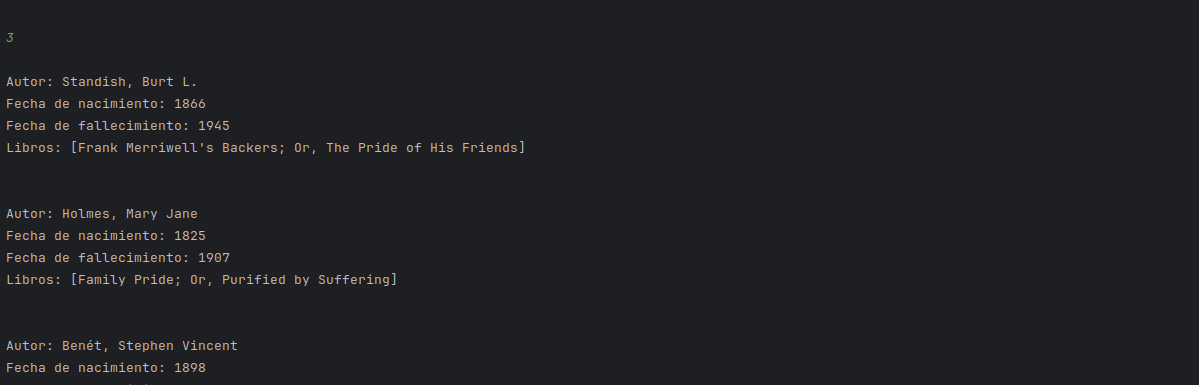 3
Autor: Standish, Burt L.
Fecha de nacimiento: 1866
Fecha de fallecimiento: 1945
Libros: [Frank Merriwell's Backers; Or, The Pride of His Friends]
Autor: Holmes, Mary Jane
Fecha de nacimiento: 1825
Fecha de fallecimiento: 1907
Libros: [Family Pride; Or, Purified by Suffering]
Autor: Benét, Stephen Vincent
Fecha de nacimiento: 1898